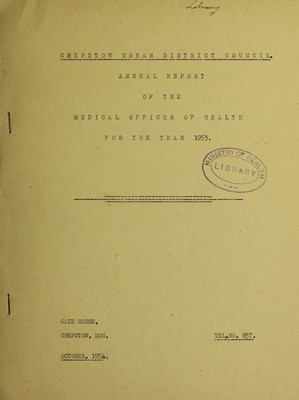 Library
CHEPSTOW URBAN DISTRICT COUNCIL.
ANNUAL REPORT
OF THE
MEDICAL OFFICER OF HEALTH
FOR THE YEAR 1953.
MINISTRY OF HEALTH
LIBRARY
GATE HOUSE,
CHEPSTOW, MON.
TEL.NO. 857.
OCTOBER, 1954.